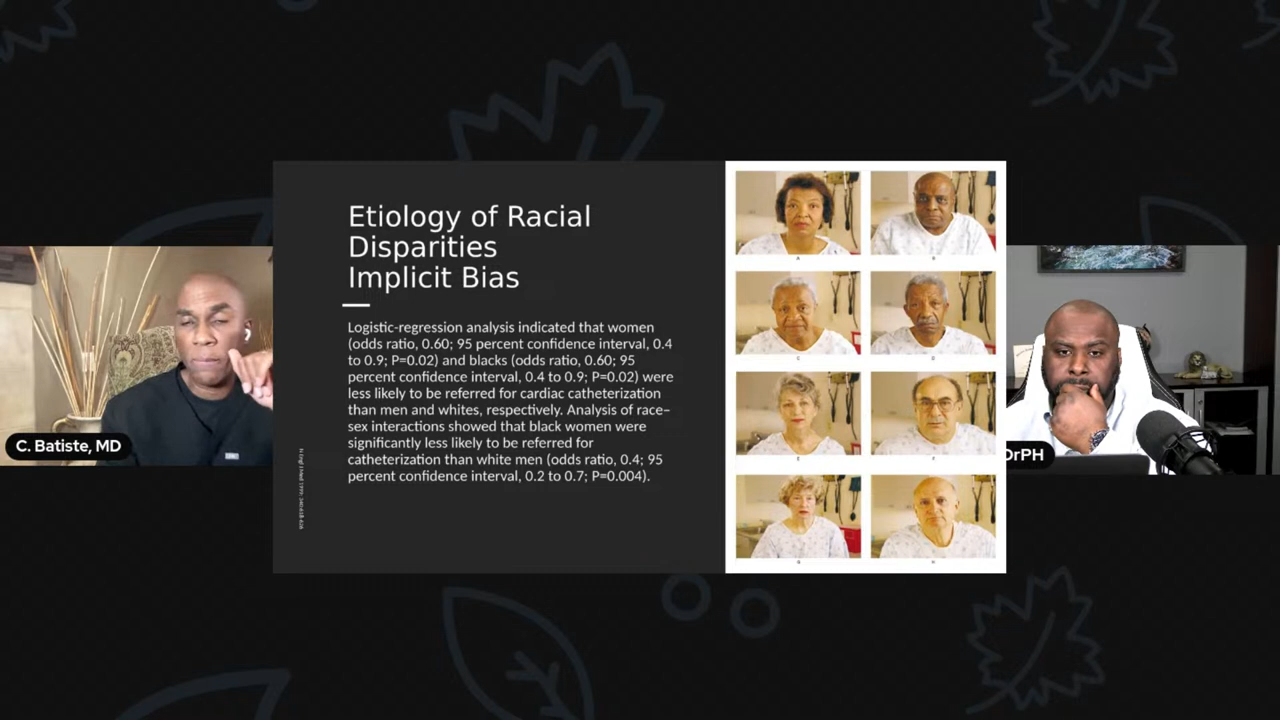 Etiology of Racial
Disparities
Implicit Bias
Logistic-regression analysis indicated that women
(odds ratio, 0.60; 95 percent confidence interval, 0.4
to 0.9; P=0.02) and blacks (odds ratio, 0.60; 95
percent confidence interval, 0.4 to 0.9; P=0.02) were
less likely to be referred for cardiac catheterization
than men and whites, respectively. Analysis of race–
sex interactions showed that black women were
significantly less likely to be referred for
catheterization than white men (odds ratio, 0.4; 95
percent confidence interval, 0.2 to 0.7; P=0.004).
A
B
C
D
E
F
G
H
C. Batiste, MD
DrPH